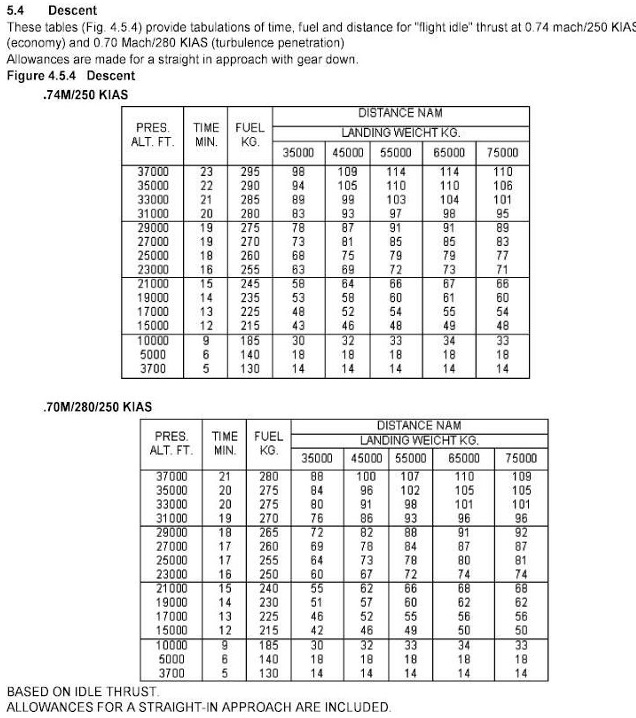 5.4 Descent
These tables (Fig. 4.5.4) provide tabulations of time, fuel and distance for "flight idle" thrust at 0.74 mach/250 KIAS
(economy) and 0.70 Mach/280 KIAS (turbulence penetration)
Allowances are made for a straight in approach with gear down.
Figure 4.5.4 Descent
.74M/250 KIAS
DISTANCE NAM
PRES. TIME FUEL LANDING WEICHT KG.
ALT. FT. MIN. KG. 35000 45000 55000 65000 75000
37000 23 295 98 109 114 114 110
35000 22 290 94 105 110 110 106
33000 21 285 89 99 103 104 101
31000 20 280 83 93 97 98 95
29000 19 275 78 87 91 91 89
27000 19 270 73 81 85 85 83
25000 18 260 68 75 79 79 77
23000 16 255 63 69 72 73 71
21000 15 245 58 64 66 67 66
19000 14 235 53 58 60 61 60
17000 13 225 48 52 54 55 54
15000 12 215 43 46 48 49 48
10000 9 185 30 32 33 34 33
5000 6 140 18 18 18 18 18
3700 5 130 14 14 14 14 14
.70M/280/250 KIAS
DISTANCE NAM
PRES. TIME FUEL LANDING WEICHT KG.
ALT. FT. MIN. KG. 35000 45000 55000 65000 75000
37000 21 280 88 100 107 110 109
35000 20 275 84 96 102 105 105
33000 20 275 80 91 98 101 101
31000 19 270 76 86 93 96 96
29000 18 265 72 82 88 91 92
27000 17 260 69 78 84 87 87
25000 17 255 64 73 78 80 81
23000 16 250 60 67 72 74 74
21000 15 240 55 62 66 68 68
19000 14 230 51 57 60 62 62
17000 13 225 46 52 55 56 56
15000 12 215 42 46 49 50 50
10000 9 185 30 32 33 34 33
5000 6 140 18 18 18 18 18
3700 5 130 14 14 14 14 14
BASED ON IDLE THRUST.
ALLOWANCES FOR A STRAIGHT-IN APPROACH ARE INCLUDED.